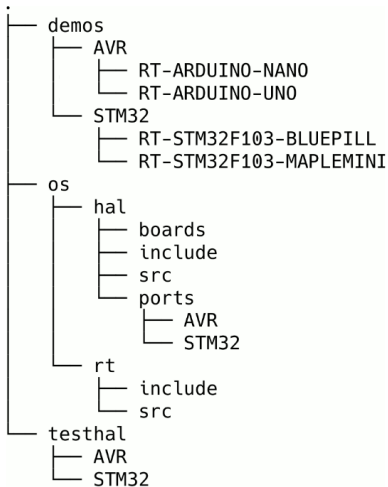 .
├── demos
│   ├── AVR
│   │   ├── RT-ARDUINO-NANO
│   │   └── RT-ARDUINO-UNO
│   └── STM32
│       ├── RT-STM32F103-BLUEPILL
│       └── RT-STM32F103-MAPLEMINI
├── os
│   ├── hal
│   │   ├── boards
│   │   ├── include
│   │   ├── src
│   │   └── ports
│   │       ├── AVR
│   │       └── STM32
│   └── rt
│       ├── include
│       └── src
└── testhal
    ├── AVR
    └── STM32